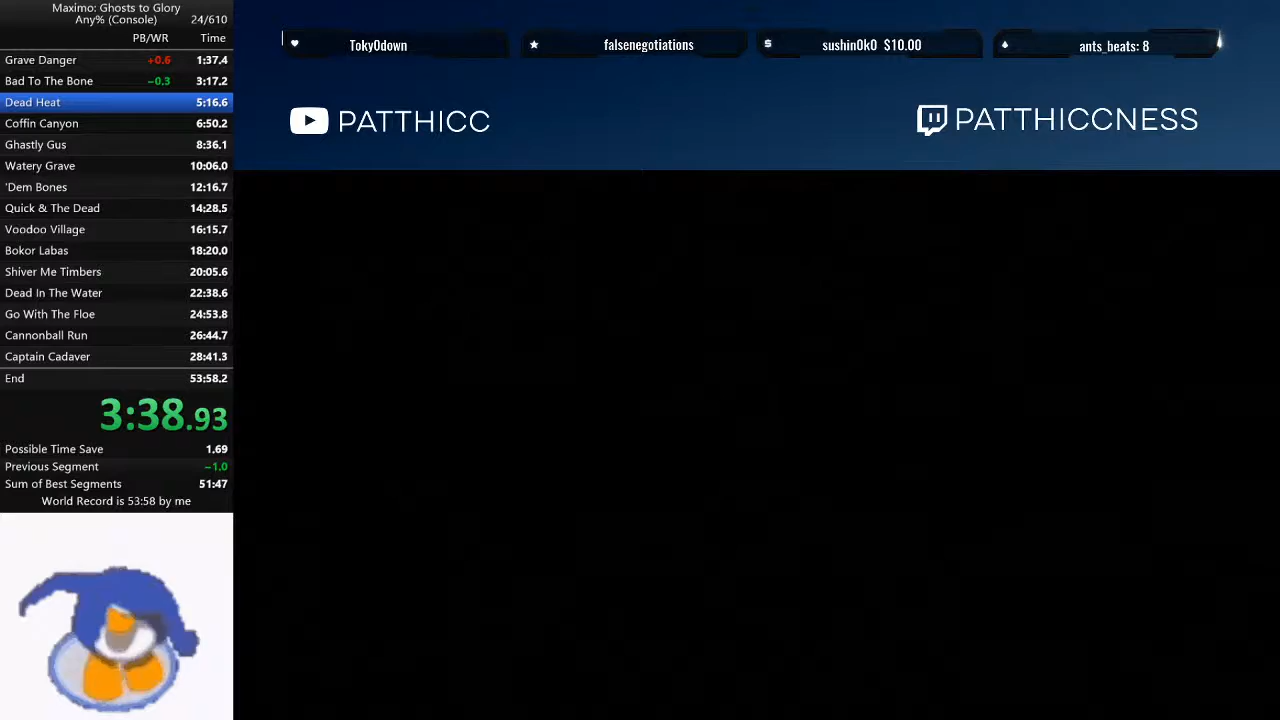 Maximo: Ghosts to Glory
Any% (Console) 24/610
PB/WR Time
Grave Danger +0.6 1:37.4
Bad To The Bone −0.3 3:17.2
Dead Heat 5:16.6
Coffin Canyon 6:50.2
Ghastly Gus 8:36.1
Watery Grave 10:06.0
'Dem Bones 12:16.7
Quick & The Dead 14:28.5
Voodoo Village 16:15.7
Bokor Labas 18:20.0
Shiver Me Timbers 20:05.6
Dead In The Water 22:38.6
Go With The Floe 24:53.8
Cannonball Run 26:44.7
Captain Cadaver 28:41.3
End 53:58.2
3:38.93
Possible Time Save 1.69
Previous Segment −1.0
Sum of Best Segments 51:47
World Record is 53:58 by me
Toky0down falsenegotiations sushin0k0 $10.00 ants_beats: 8
PATTHICC PATTHICCNESS